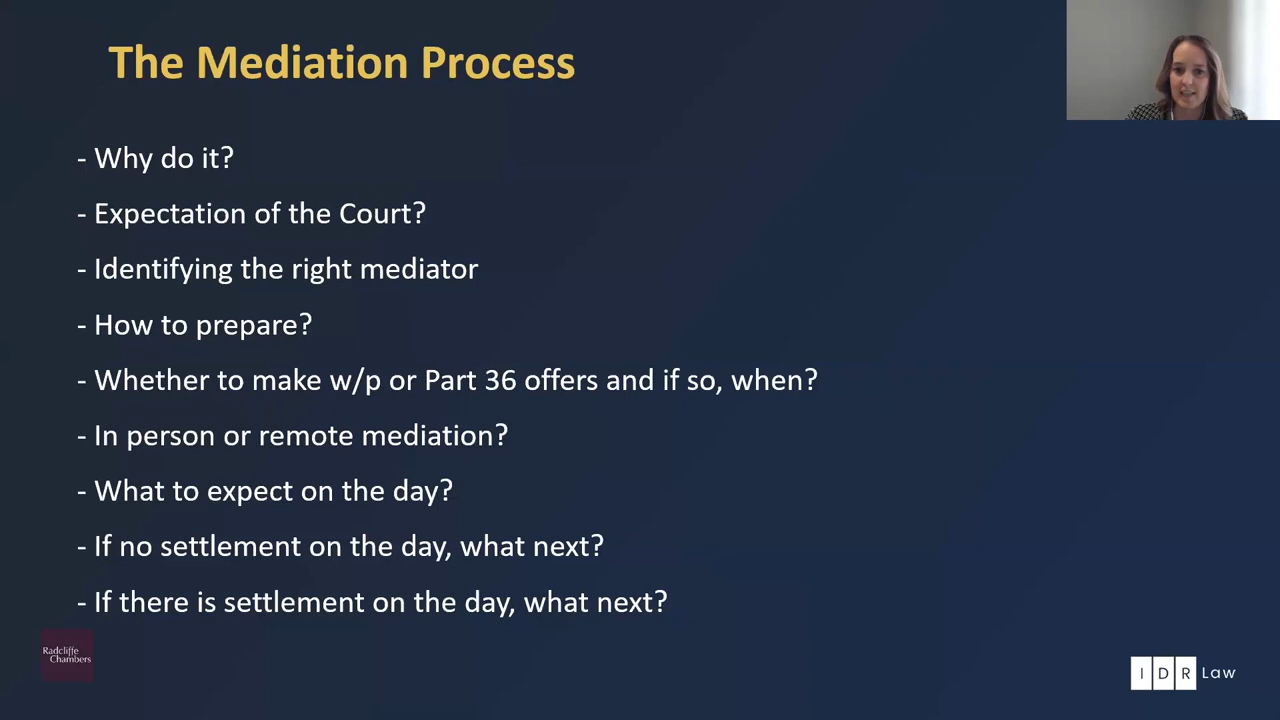 The Mediation Process
- Why do it?
- Expectation of the Court?
- Identifying the right mediator
- How to prepare?
- Whether to make w/p or Part 36 offers and if so, when?
- In person or remote mediation?
- What to expect on the day?
- If no settlement on the day, what next?
- If there is settlement on the day, what next?
Radcliffe
Chambers
IDR Law